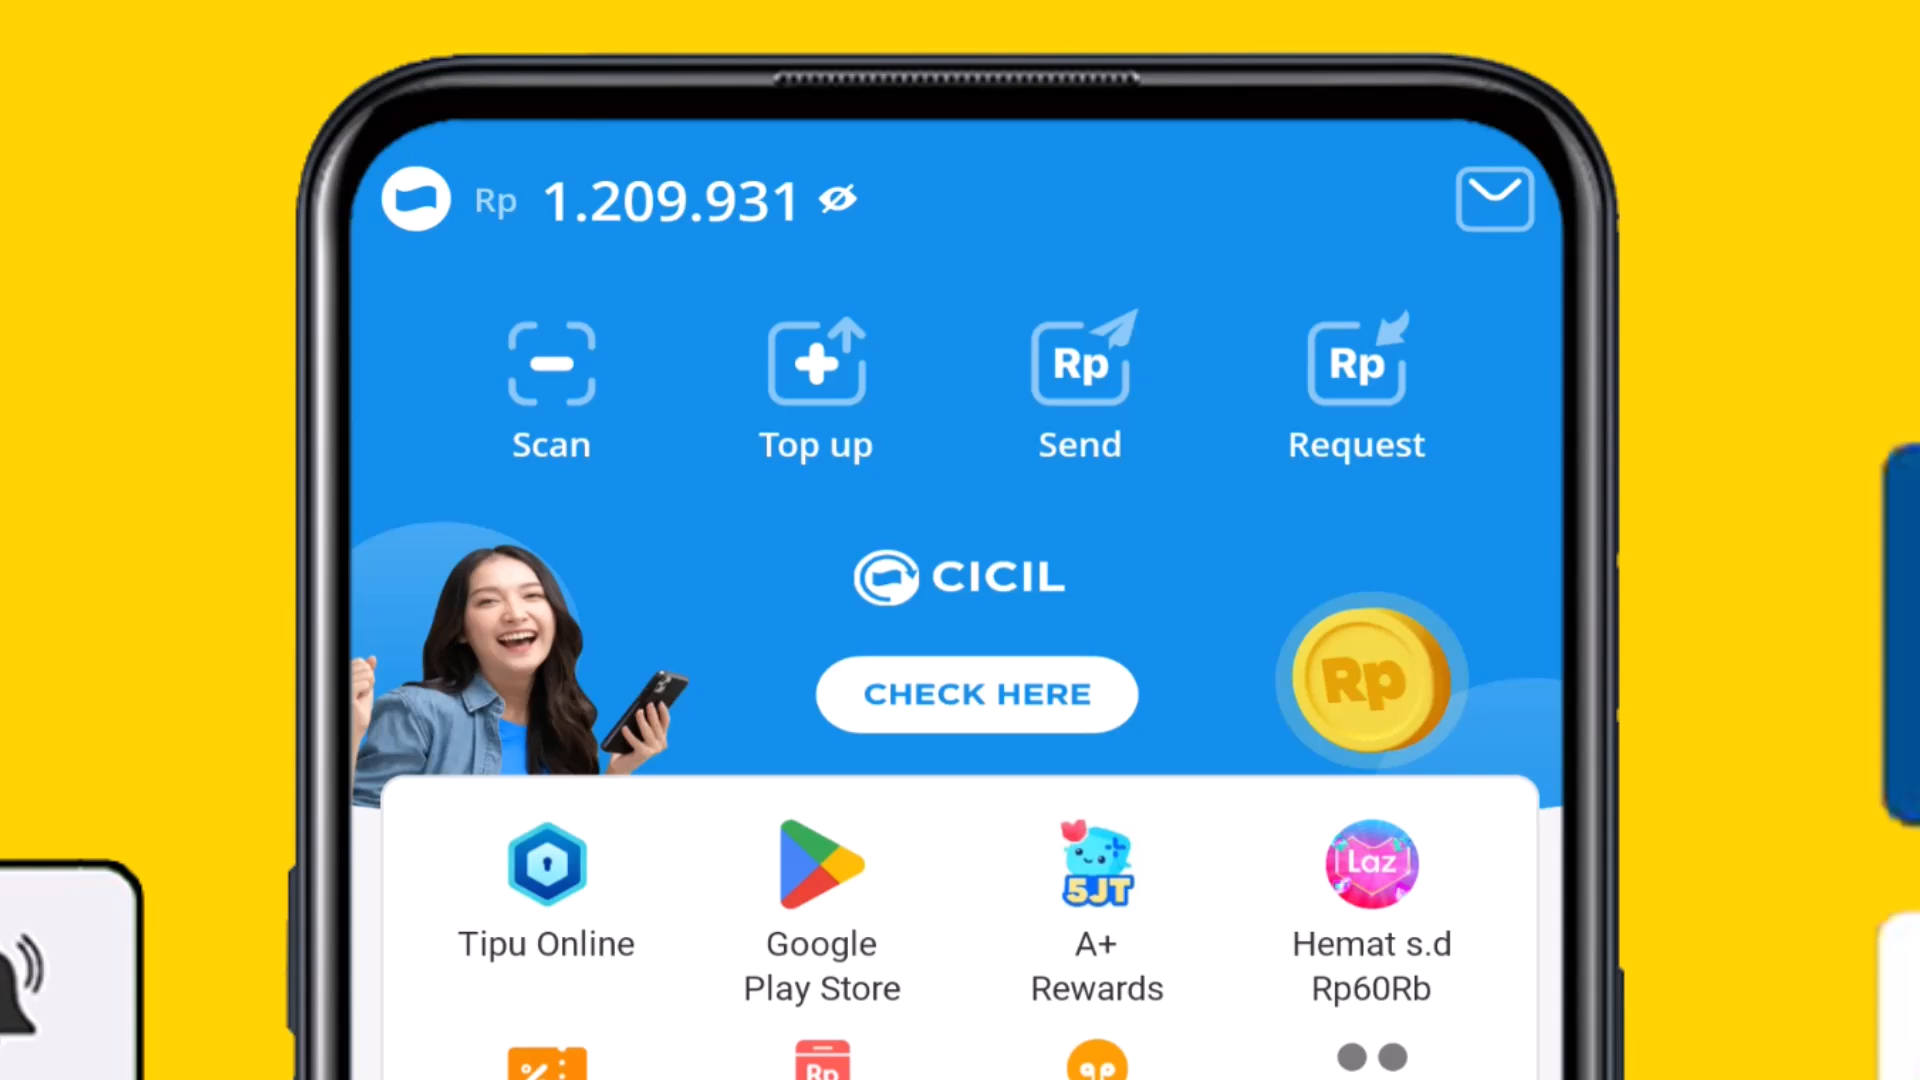 Rp 1.209.931
Scan
Top up
Rp
Send
Rp
Request
CICIL
CHECK HERE
Rp
5JT
Laz
Tipu Online
Google
Play Store
A+
Rewards
Hemat s.d
Rp60Rb
%
Rp